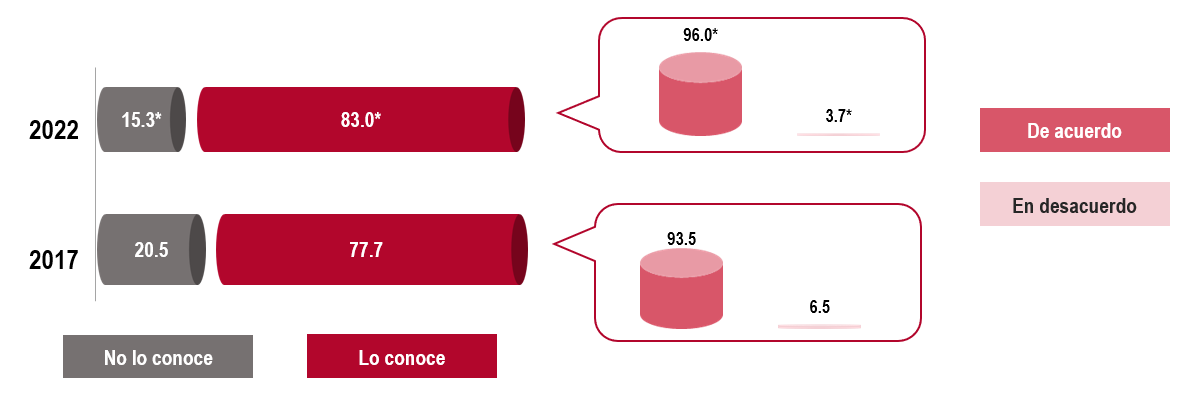 96.0*
2022
15.3*
83.0*
3.7*
De acuerdo
En desacuerdo
2017
20.5
77.7
93.5
6.5
No lo conoce
Lo conoce